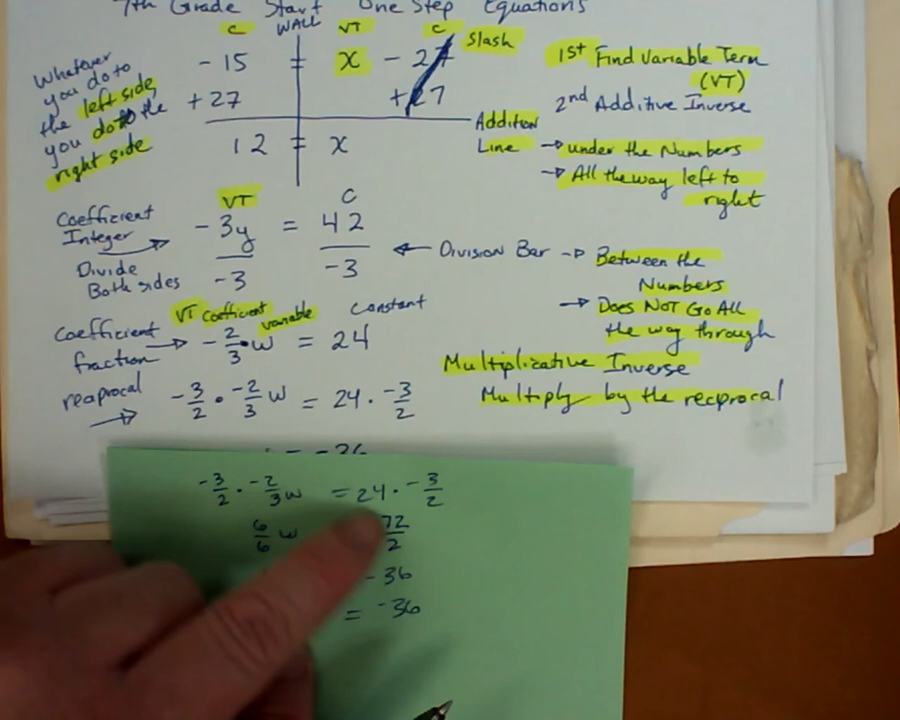 7th Grade Start One Step Equations
C WALL VT C Slash
- 15 = x - 27
+27 +27
12 = x
Whatever
you do to
the left side,
you do to the
right side
1st Find Variable Term
(VT)
2nd Additive Inverse
Addition
Line → under the Numbers
→ All the way left to
right
VT C
Coefficient
Integer → - 3y = 42
Divide
Both sides -3 -3
← Division Bar → Between the
Numbers
→ Does NOT Go All
the way through
VT Coefficient variable Constant
Coefficient
fraction → - 2/3 • w = 24
Multiplicative Inverse
Multiply by the recprocal
reaprocal → -3/2 • -2/3 w = 24 • -3/2
-3/2 • -2/3 w = 24 • -3/2
6/6 w 72/2
- 36
= -36